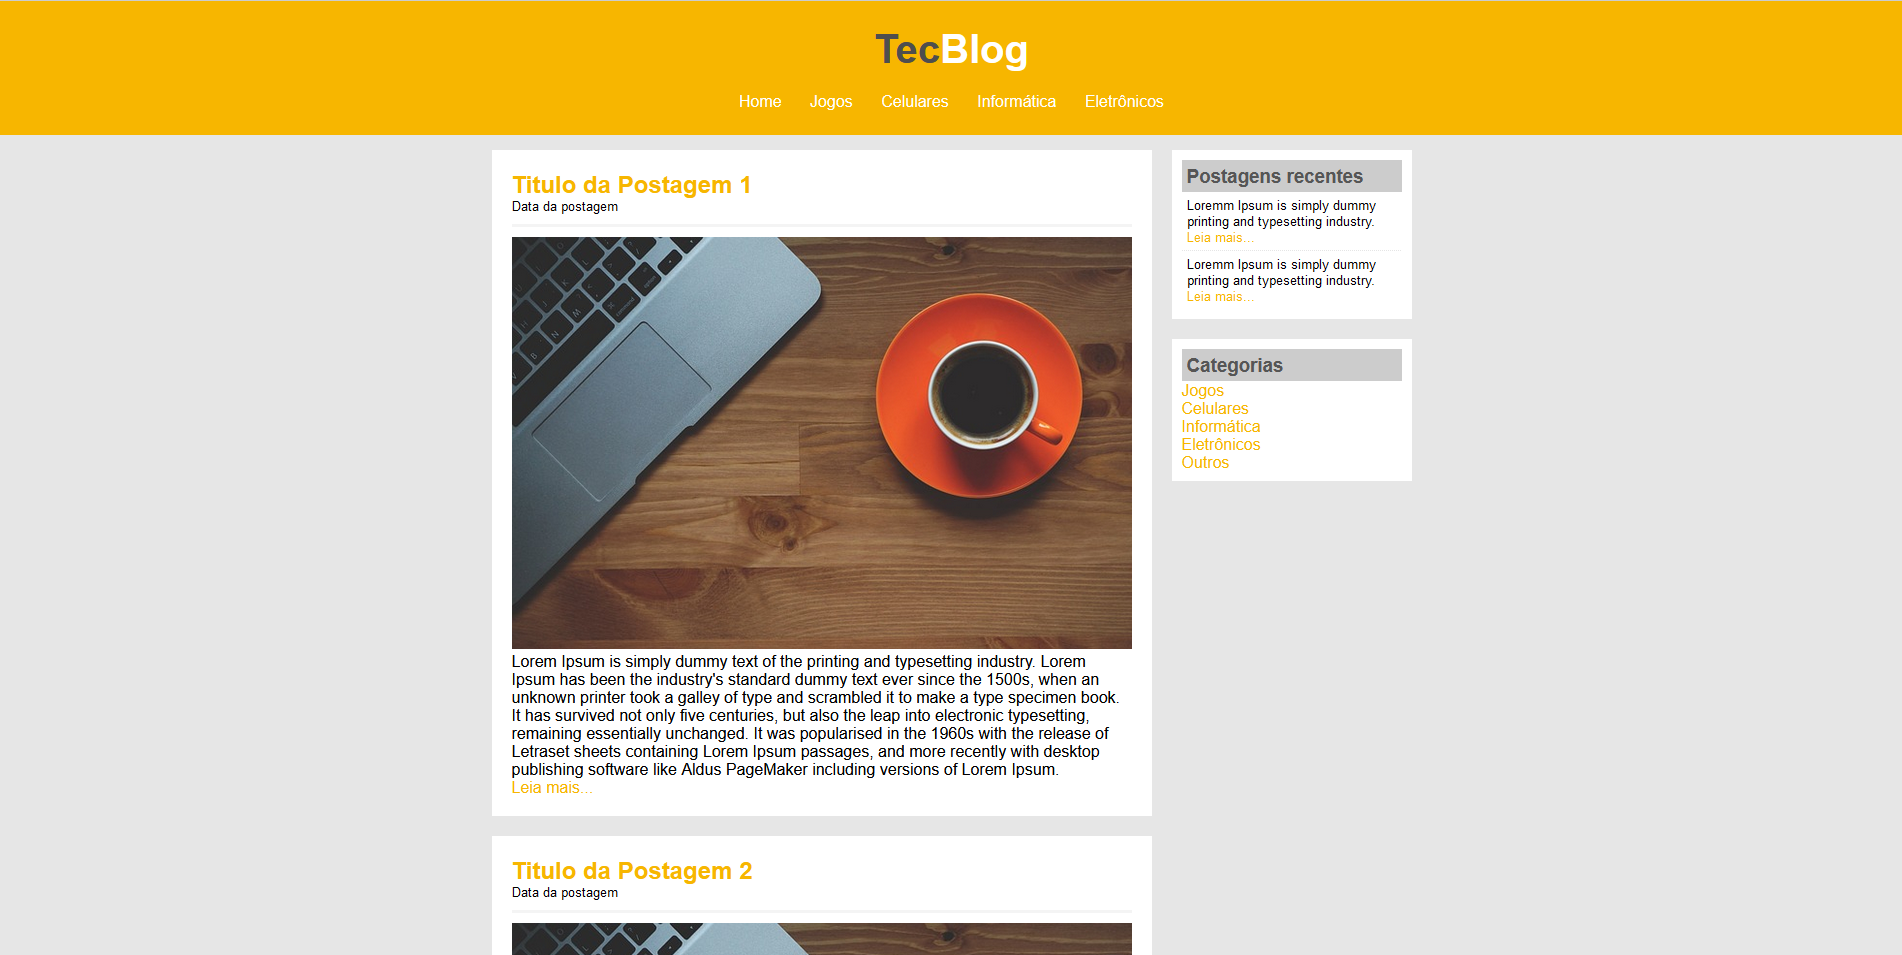 TecBlog
Home Jogos Celulares Informática Eletrônicos
Titulo da Postagem 1
Data da postagem
Lorem Ipsum is simply dummy text of the printing and typesetting industry. Lorem
Ipsum has been the industry's standard dummy text ever since the 1500s, when an
unknown printer took a galley of type and scrambled it to make a type specimen book.
It has survived not only five centuries, but also the leap into electronic typesetting,
remaining essentially unchanged. It was popularised in the 1960s with the release of
Letraset sheets containing Lorem Ipsum passages, and more recently with desktop
publishing software like Aldus PageMaker including versions of Lorem Ipsum.
Leia mais...
Titulo da Postagem 2
Data da postagem
Postagens recentes
Loremm Ipsum is simply dummy
printing and typesetting industry.
Leia mais...
Loremm Ipsum is simply dummy
printing and typesetting industry.
Leia mais...
Categorias
Jogos
Celulares
Informática
Eletrônicos
Outros